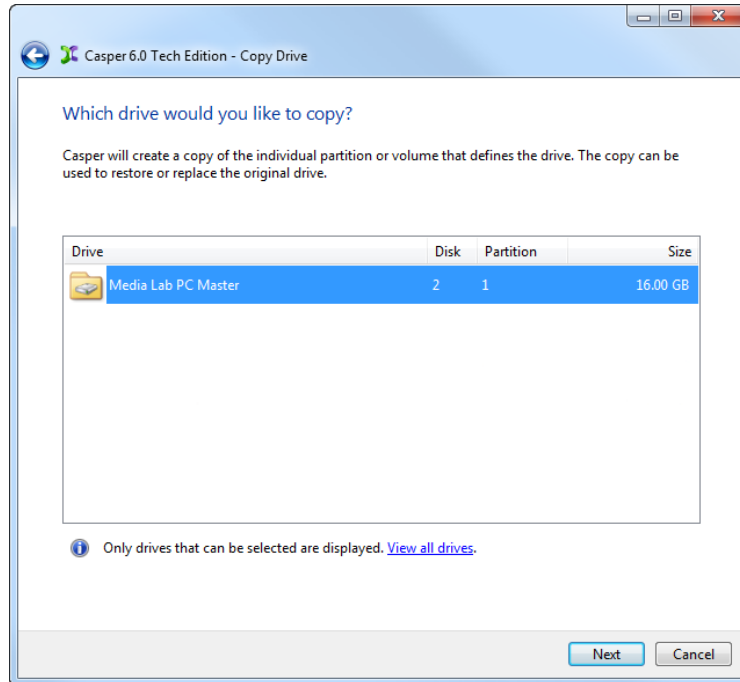 Casper 6.0 Tech Edition - Copy Drive
Which drive would you like to copy?
Casper will create a copy of the individual partition or volume that defines the drive. The copy can be
used to restore or replace the original drive.
Drive Disk Partition Size
Media Lab PC Master 2 1 16.00 GB
Only drives that can be selected are displayed. View all drives.
Next Cancel